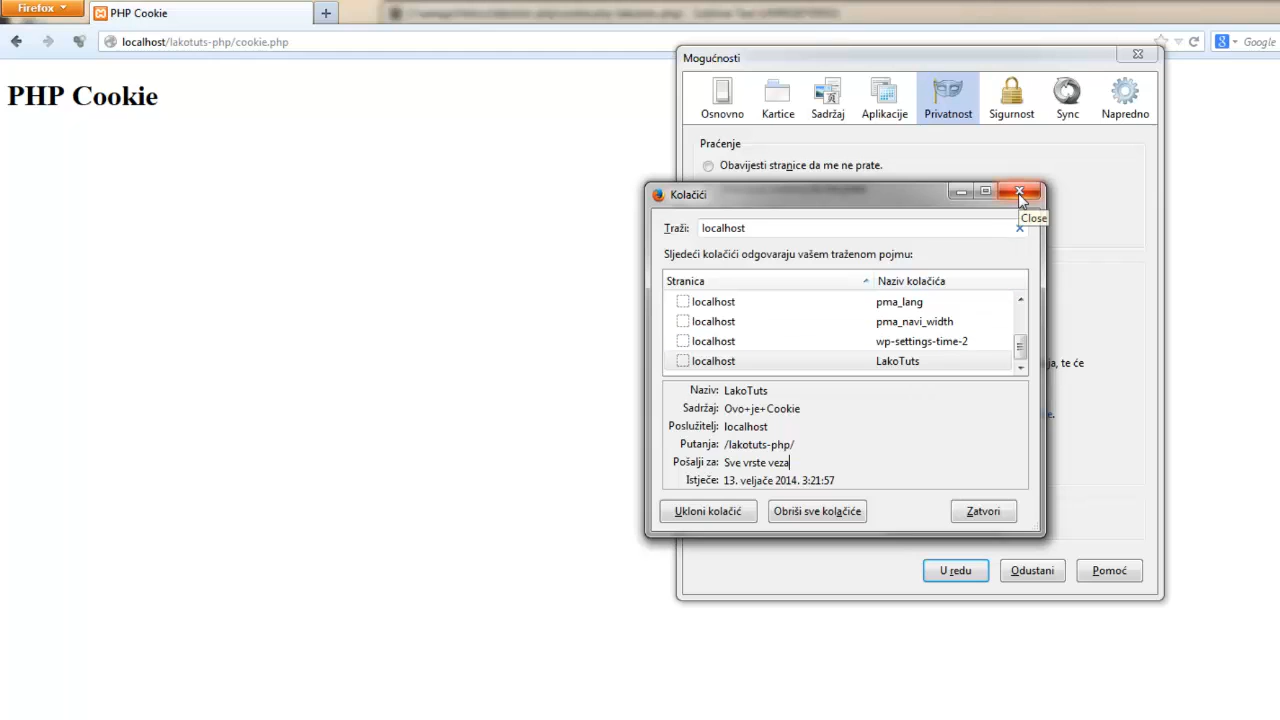 Firefox
PHP Cookie
localhost/lakotuts-php/cookie.php
Google
PHP Cookie
Mogućnosti
Osnovno
Kartice
Sadržaj
Aplikacije
Privatnost
Sigurnost
Sync
Napredno
Praćenje
Obavijesti stranice da me ne prate.
Kolačići
Close
Traži: localhost
Sljedeći kolačići odgovaraju vašem traženom pojmu:
Stranica Naziv kolačića
localhost pma_lang
localhost pma_navi_width
localhost wp-settings-time-2
localhost LakoTuts
ja, te će
Naziv: LakoTuts
Sadržaj: Ovo+je+Cookie
Poslužitelj: localhost
Putanja: /lakotuts-php/
Pošalji za: Sve vrste veza
Istječe: 13. veljače 2014. 3:21:57
Ukloni kolačić
Obriši sve kolačiće
Zatvori
U redu
Odustani
Pomoć